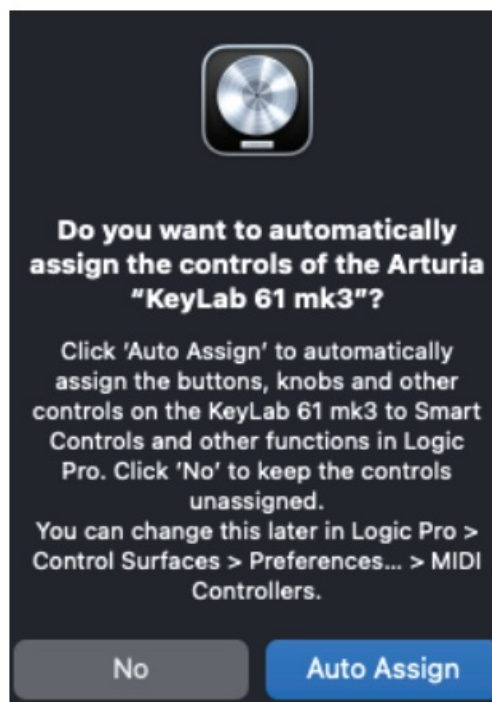 Do you want to automatically
assign the controls of the Arturia
“KeyLab 61 mk3”?
Click ‘Auto Assign’ to automatically
assign the buttons, knobs and other
controls on the KeyLab 61 mk3 to Smart
Controls and other functions in Logic
Pro. Click ‘No’ to keep the controls
unassigned.
You can change this later in Logic Pro >
Control Surfaces > Preferences... > MIDI
Controllers.
No
Auto Assign